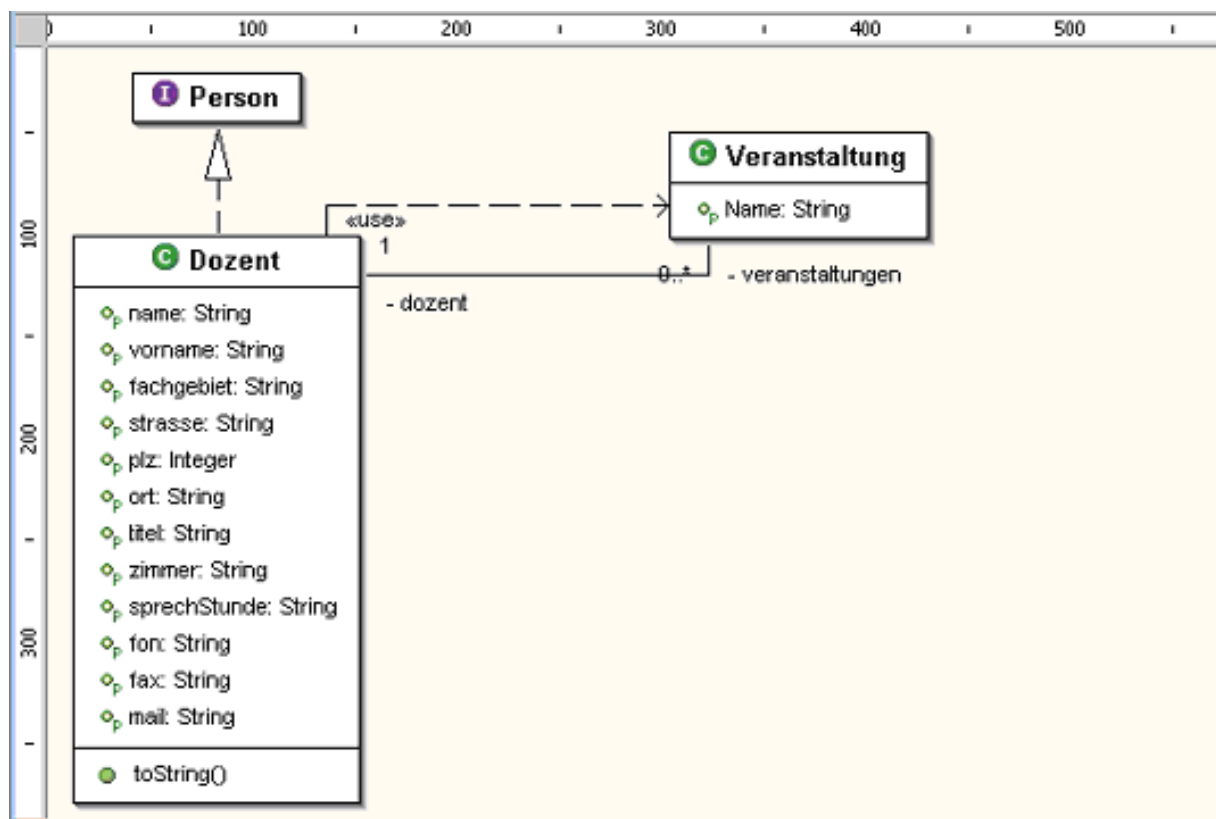 0 100 200 300 400 500
I Person
C Veranstaltung
Name: String
«use»
1
0..*
- veranstaltungen
- dozent
C Dozent
name: String
vorname: String
fachgebiet: String
strasse: String
plz: Integer
ort: String
titel: String
zimmer: String
sprechStunde: String
fon: String
fax: String
mail: String
toString()
100
200
300